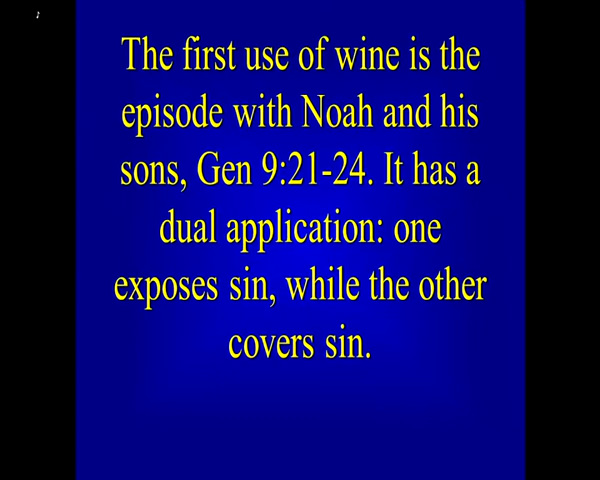 The first use of wine is the
episode with Noah and his
sons, Gen 9:21-24. It has a
dual application: one
exposes sin, while the other
covers sin.